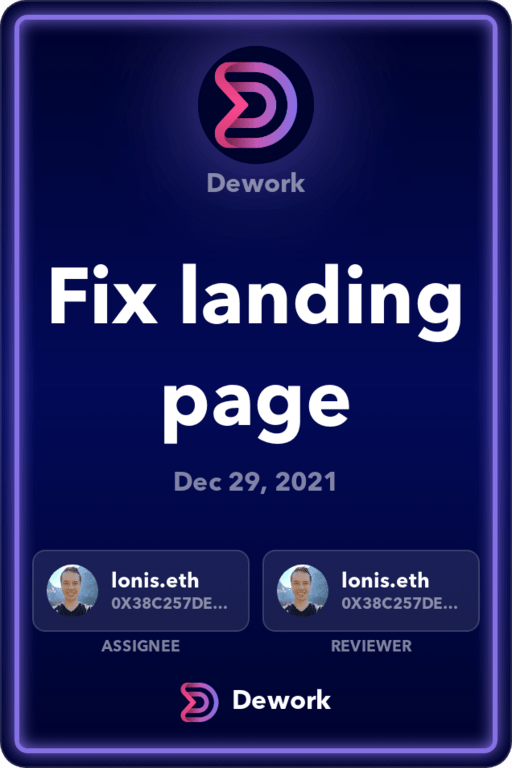 Dework
Fix landing
page
Dec 29, 2021
lonis.eth
0X38C257DE...
ASSIGNEE
lonis.eth
0X38C257DE...
REVIEWER
Dework